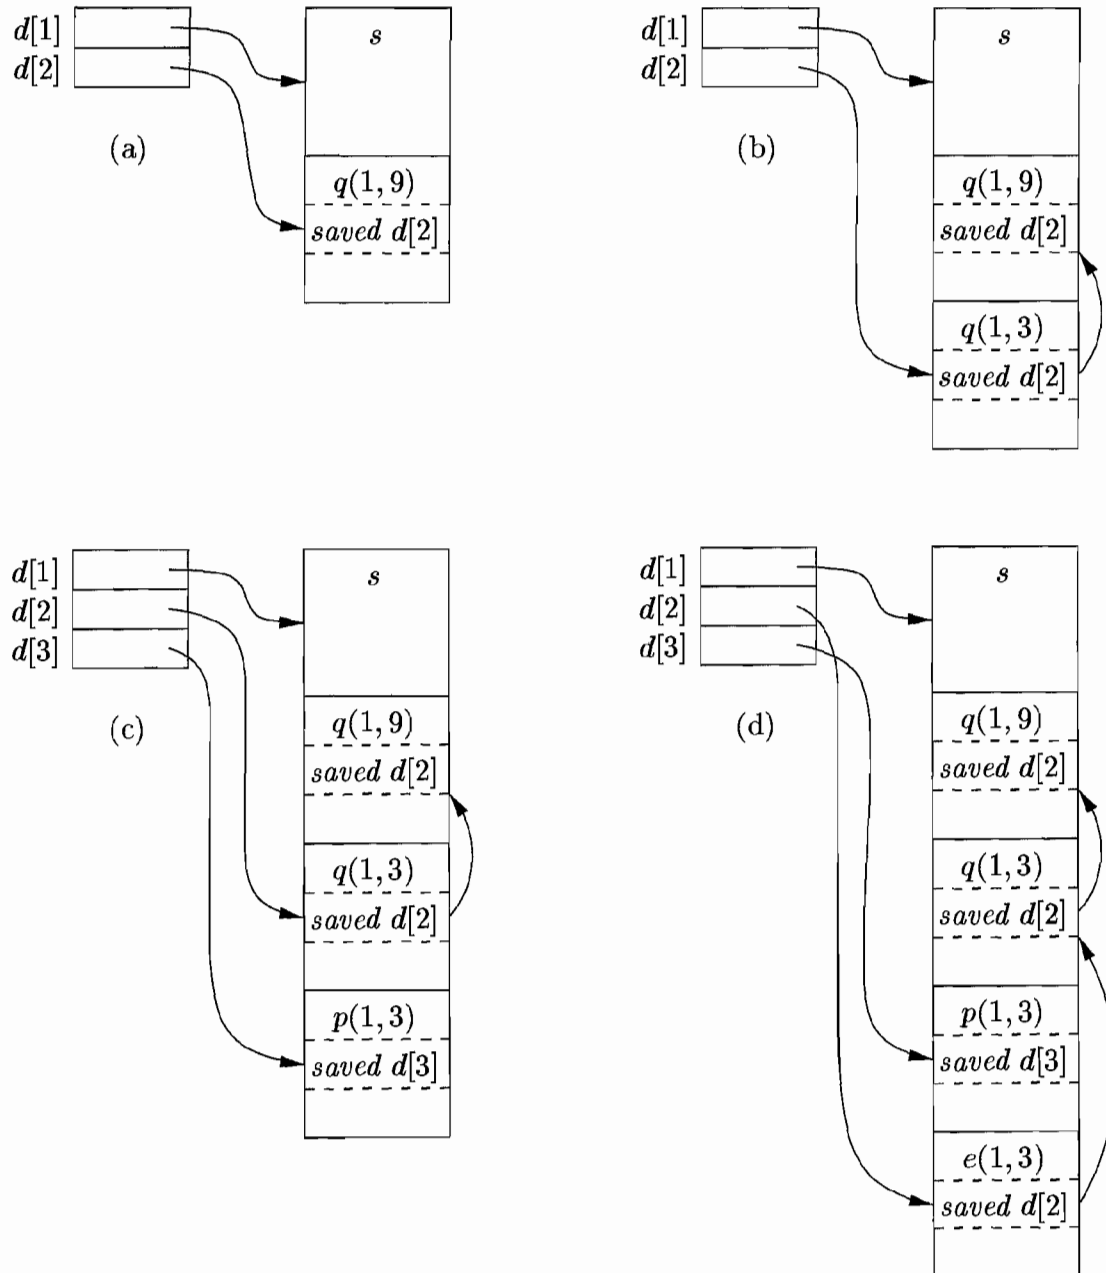 d[1]
d[2]
s
(a)
q(1, 9)
saved d[2]
d[1]
d[2]
s
(b)
q(1, 9)
saved d[2]
q(1, 3)
saved d[2]
d[1]
d[2]
d[3]
s
(c)
q(1, 9)
saved d[2]
q(1, 3)
saved d[2]
p(1, 3)
saved d[3]
d[1]
d[2]
d[3]
s
(d)
q(1, 9)
saved d[2]
q(1, 3)
saved d[2]
p(1, 3)
saved d[3]
e(1, 3)
saved d[2]